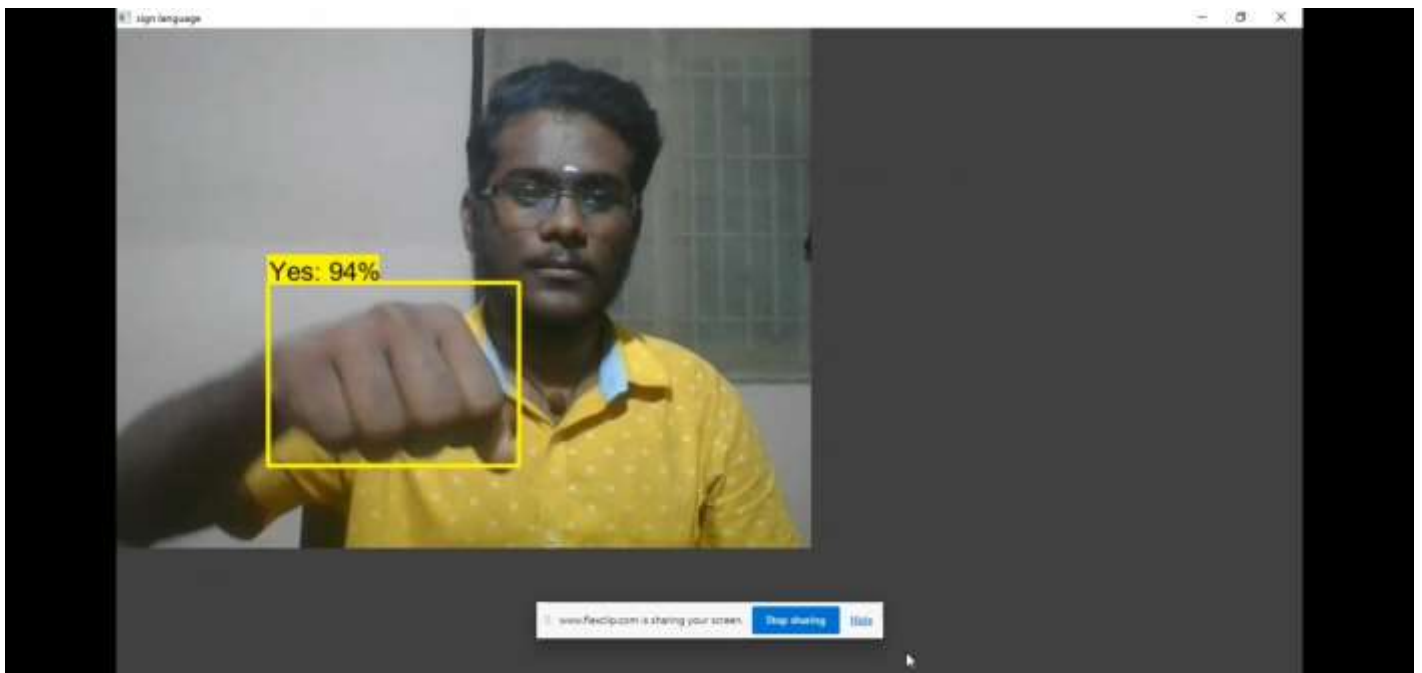 sign language
Yes: 94%
www.flexclip.com is sharing your screen.
Stop sharing
Hide